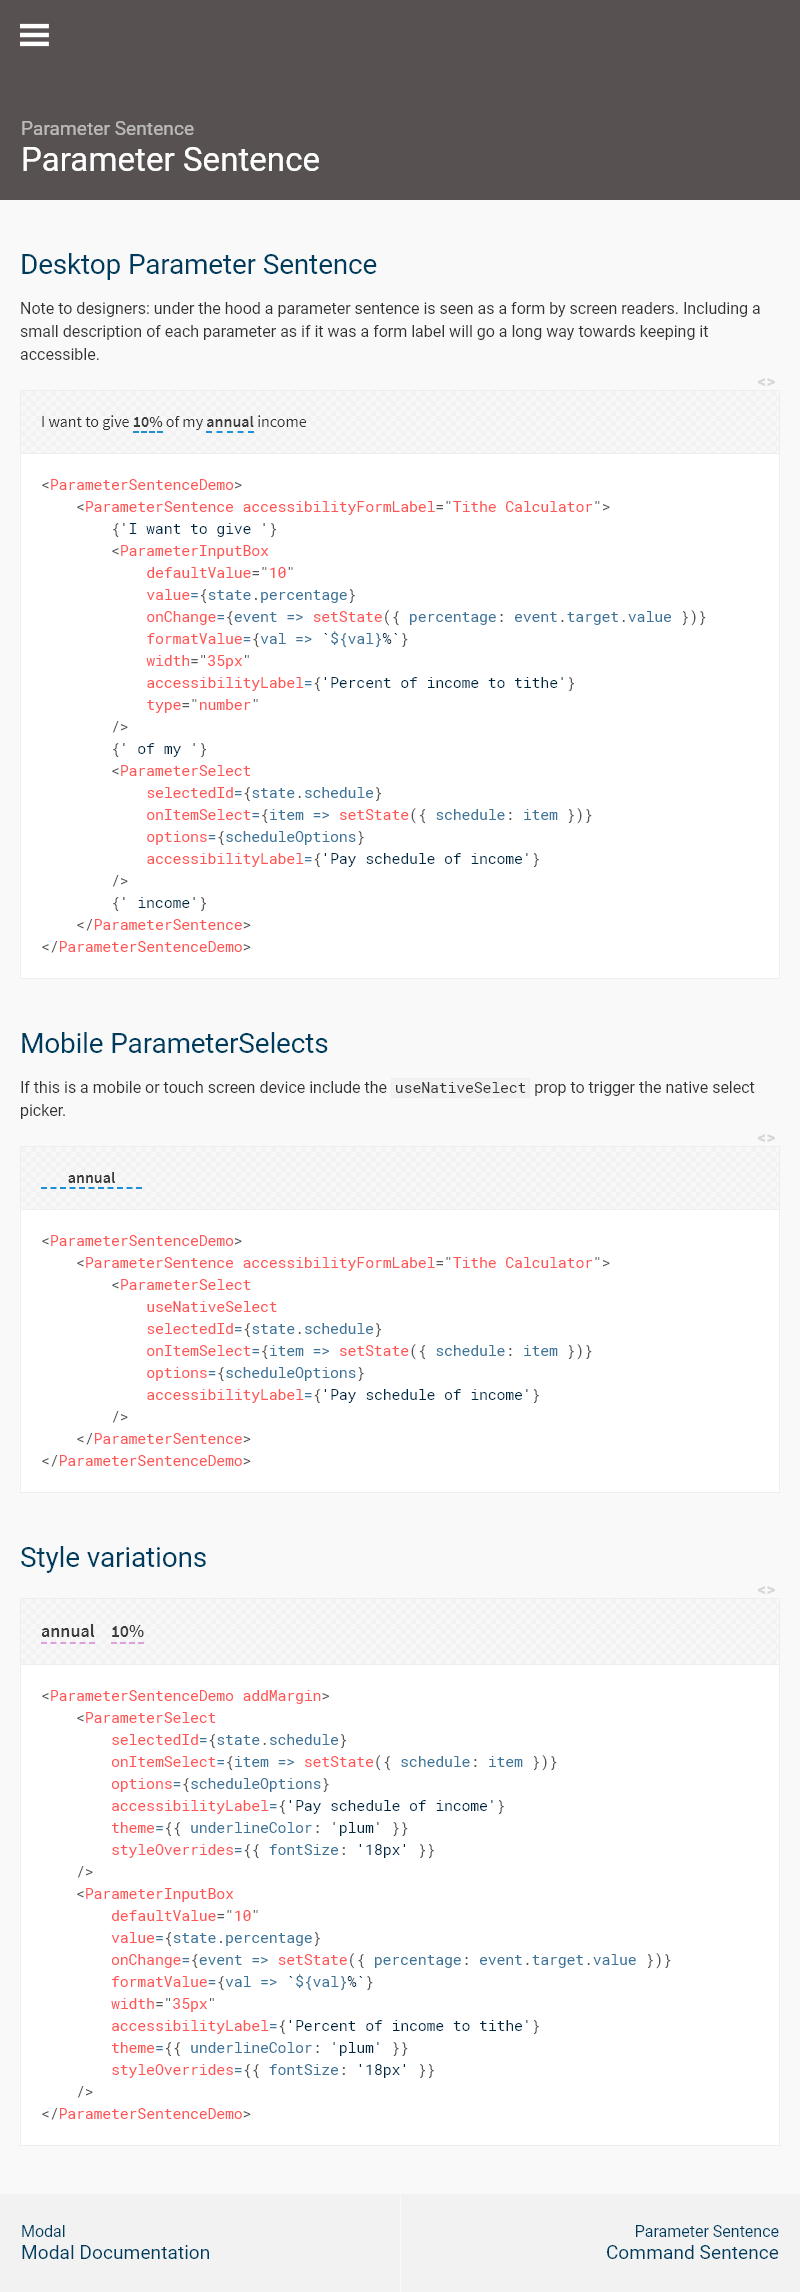 Parameter Sentence
Parameter Sentence
Desktop Parameter Sentence
Note to designers: under the hood a parameter sentence is seen as a form by screen readers. Including a
small description of each parameter as if it was a form label will go a long way towards keeping it
accessible.
<>
I want to give 10% of my annual income
<ParameterSentenceDemo>
    <ParameterSentence accessibilityFormLabel="Tithe Calculator">
        {'I want to give '}
        <ParameterInputBox
            defaultValue="10"
            value={state.percentage}
            onChange={event => setState({ percentage: event.target.value })}
            formatValue={val => `${val}%`}
            width="35px"
            accessibilityLabel={'Percent of income to tithe'}
            type="number"
        />
        {' of my '}
        <ParameterSelect
            selectedId={state.schedule}
            onItemSelect={item => setState({ schedule: item })}
            options={scheduleOptions}
            accessibilityLabel={'Pay schedule of income'}
        />
        {' income'}
    </ParameterSentence>
</ParameterSentenceDemo>
Mobile ParameterSelects
If this is a mobile or touch screen device include the useNativeSelect prop to trigger the native select
picker.
<>
annual
<ParameterSentenceDemo>
    <ParameterSentence accessibilityFormLabel="Tithe Calculator">
        <ParameterSelect
            useNativeSelect
            selectedId={state.schedule}
            onItemSelect={item => setState({ schedule: item })}
            options={scheduleOptions}
            accessibilityLabel={'Pay schedule of income'}
        />
    </ParameterSentence>
</ParameterSentenceDemo>
Style variations
<>
annual 10%
<ParameterSentenceDemo addMargin>
    <ParameterSelect
        selectedId={state.schedule}
        onItemSelect={item => setState({ schedule: item })}
        options={scheduleOptions}
        accessibilityLabel={'Pay schedule of income'}
        theme={{ underlineColor: 'plum' }}
        styleOverrides={{ fontSize: '18px' }}
    />
    <ParameterInputBox
        defaultValue="10"
        value={state.percentage}
        onChange={event => setState({ percentage: event.target.value })}
        formatValue={val => `${val}%`}
        width="35px"
        accessibilityLabel={'Percent of income to tithe'}
        theme={{ underlineColor: 'plum' }}
        styleOverrides={{ fontSize: '18px' }}
    />
</ParameterSentenceDemo>
Modal
Modal Documentation
Parameter Sentence
Command Sentence